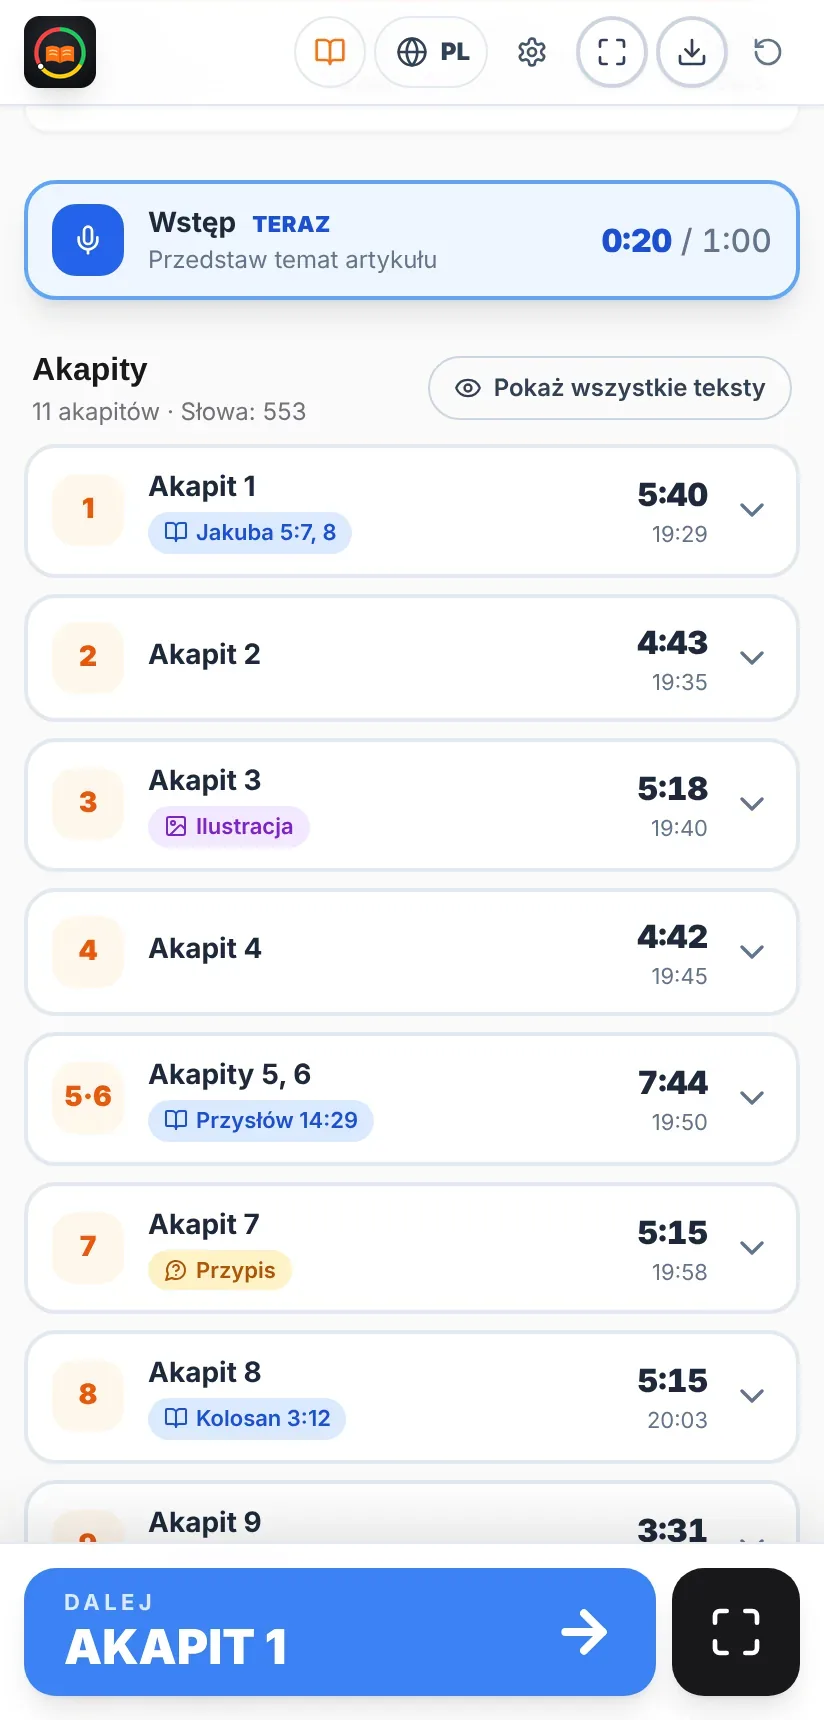 PL
Wstęp TERAZ
Przedstaw temat artykułu
0:20 / 1:00
Akapity
11 akapitów · Słowa: 553
Pokaż wszystkie teksty
1
Akapit 1
Jakuba 5:7, 8
5:40
19:29
2
Akapit 2
4:43
19:35
3
Akapit 3
Ilustracja
5:18
19:40
4
Akapit 4
4:42
19:45
5·6
Akapity 5, 6
Przysłów 14:29
7:44
19:50
7
Akapit 7
Przypis
5:15
19:58
8
Akapit 8
Kolosan 3:12
5:15
20:03
9
Akapit 9
3:31
DALEJ
AKAPIT 1